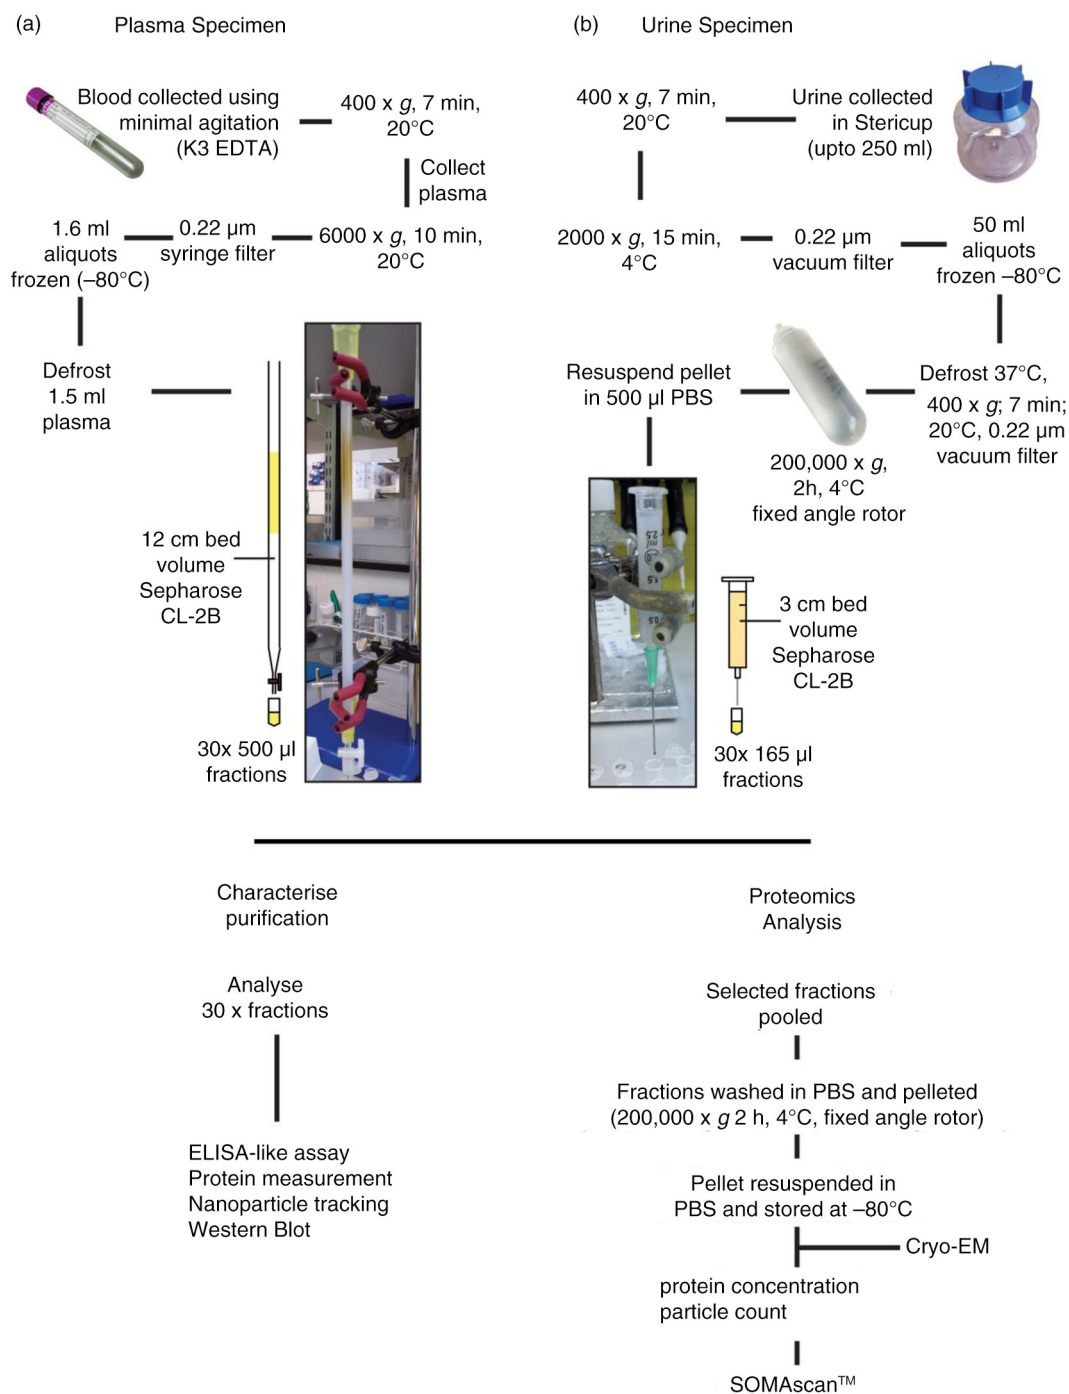 (a) Plasma Specimen
Blood collected using
minimal agitation
(K3 EDTA)
400 x g, 7 min,
20°C
Collect
plasma
6000 x g, 10 min,
20°C
0.22 µm
syringe filter
1.6 ml
aliquots
frozen (–80°C)
Defrost
1.5 ml
plasma
12 cm bed
volume
Sepharose
CL-2B
30x 500 µl
fractions
(b) Urine Specimen
Urine collected
in Stericup
(upto 250 ml)
400 x g, 7 min,
20°C
2000 x g, 15 min,
4°C
0.22 µm
vacuum filter
50 ml
aliquots
frozen –80°C
Defrost 37°C,
400 x g; 7 min;
20°C, 0.22 µm
vacuum filter
200,000 x g,
2h, 4°C
fixed angle rotor
Resuspend pellet
in 500 µl PBS
2.5
ml
1.5
0.5
3 cm bed
volume
Sepharose
CL-2B
30x 165 µl
fractions
Characterise
purification
Analyse
30 x fractions
ELISA-like assay
Protein measurement
Nanoparticle tracking
Western Blot
Proteomics
Analysis
Selected fractions
pooled
Fractions washed in PBS and pelleted
(200,000 x g 2 h, 4°C, fixed angle rotor)
Pellet resuspended in
PBS and stored at –80°C
Cryo-EM
protein concentration
particle count
SOMAscan™